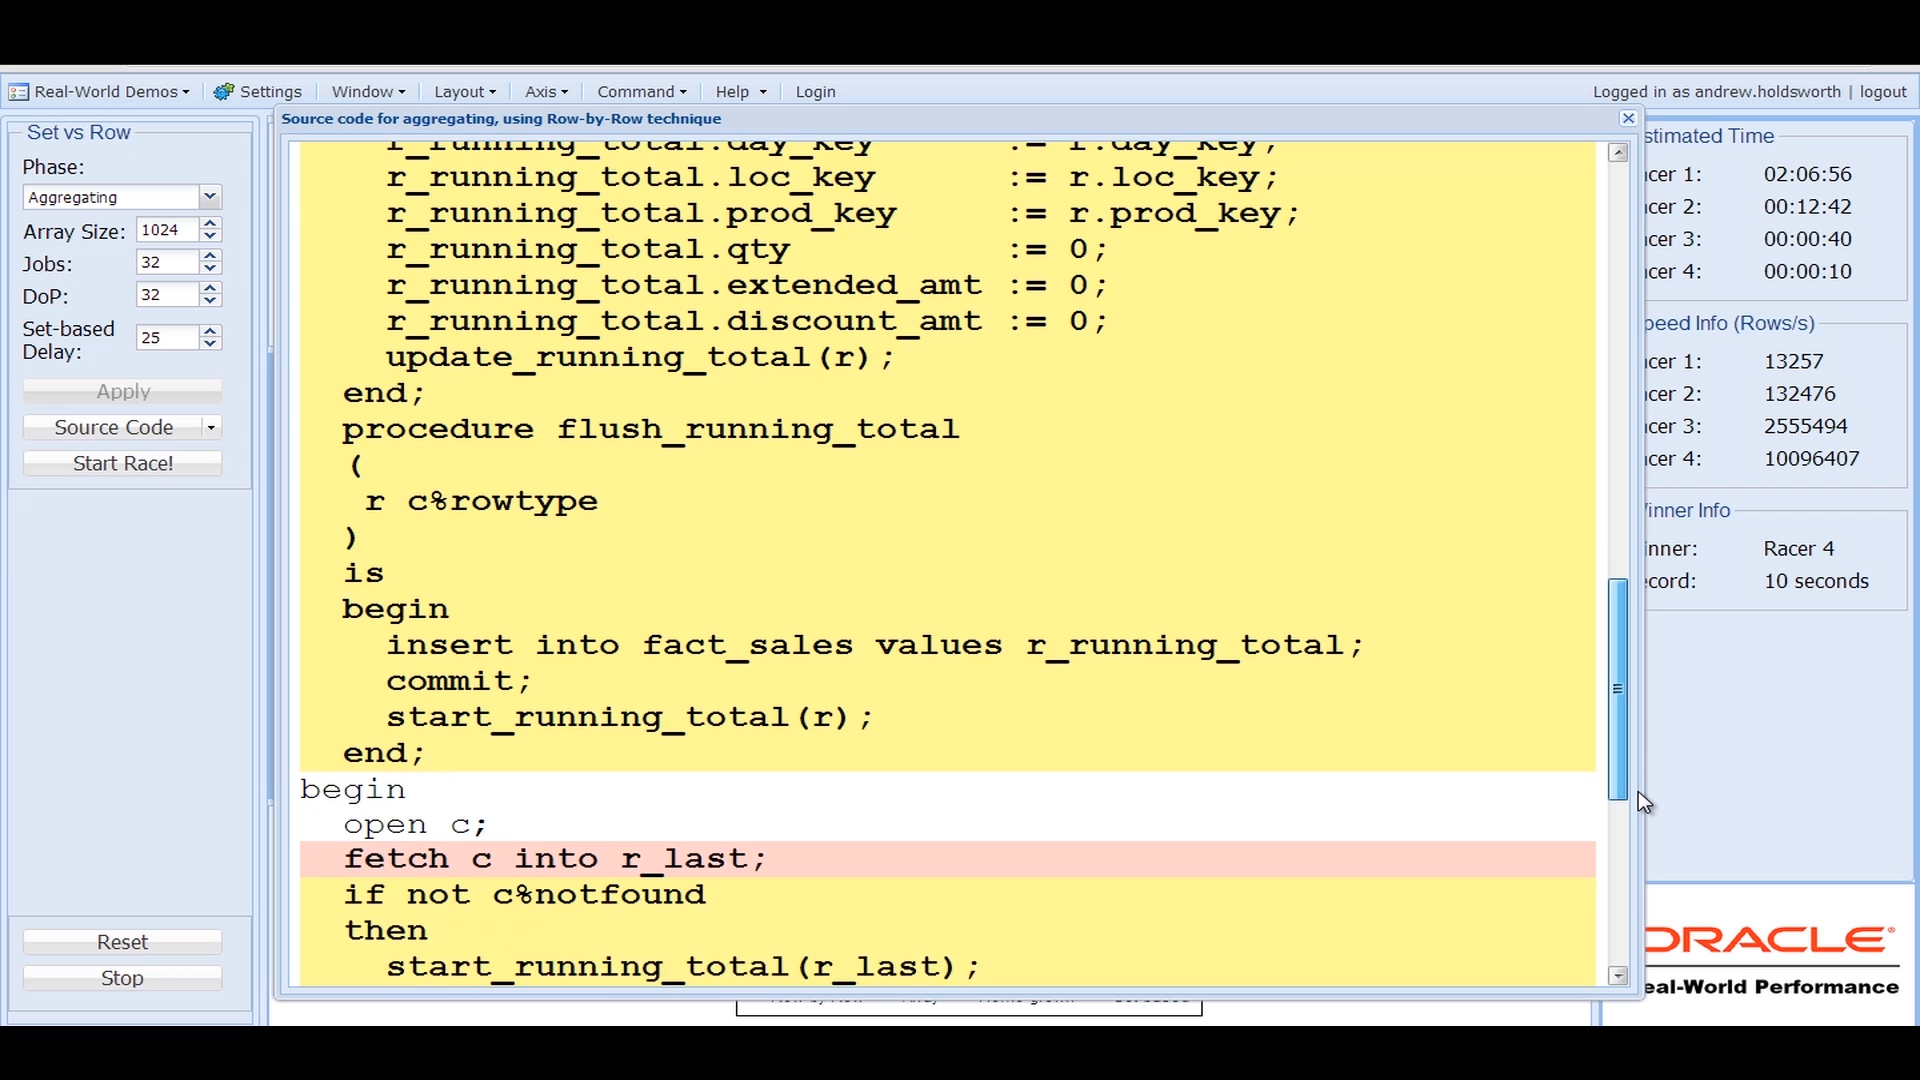 Real-World Demos Settings Window Layout Axis Command Help Login Logged in as andrew.holdsworth | logout
Set vs Row
Phase:
Aggregating
Array Size: 1024
Jobs: 32
DoP: 32
Set-based
Delay: 25
Apply
Source Code
Start Race!
Reset
Stop
Source code for aggregating, using Row-by-Row technique
r_running_total.day_key := r.day_key;
r_running_total.loc_key := r.loc_key;
r_running_total.prod_key := r.prod_key;
r_running_total.qty := 0;
r_running_total.extended_amt := 0;
r_running_total.discount_amt := 0;
update_running_total(r);
end;
procedure flush_running_total
(
r c%rowtype
)
is
begin
insert into fact_sales values r_running_total;
commit;
start_running_total(r);
end;
begin
open c;
fetch c into r_last;
if not c%notfound
then
start_running_total(r_last);
stimated Time
cer 1: 02:06:56
cer 2: 00:12:42
cer 3: 00:00:40
cer 4: 00:00:10
peed Info (Rows/s)
cer 1: 13257
cer 2: 132476
cer 3: 2555494
cer 4: 10096407
inner Info
nner: Racer 4
cord: 10 seconds
ORACLE
eal-World Performance